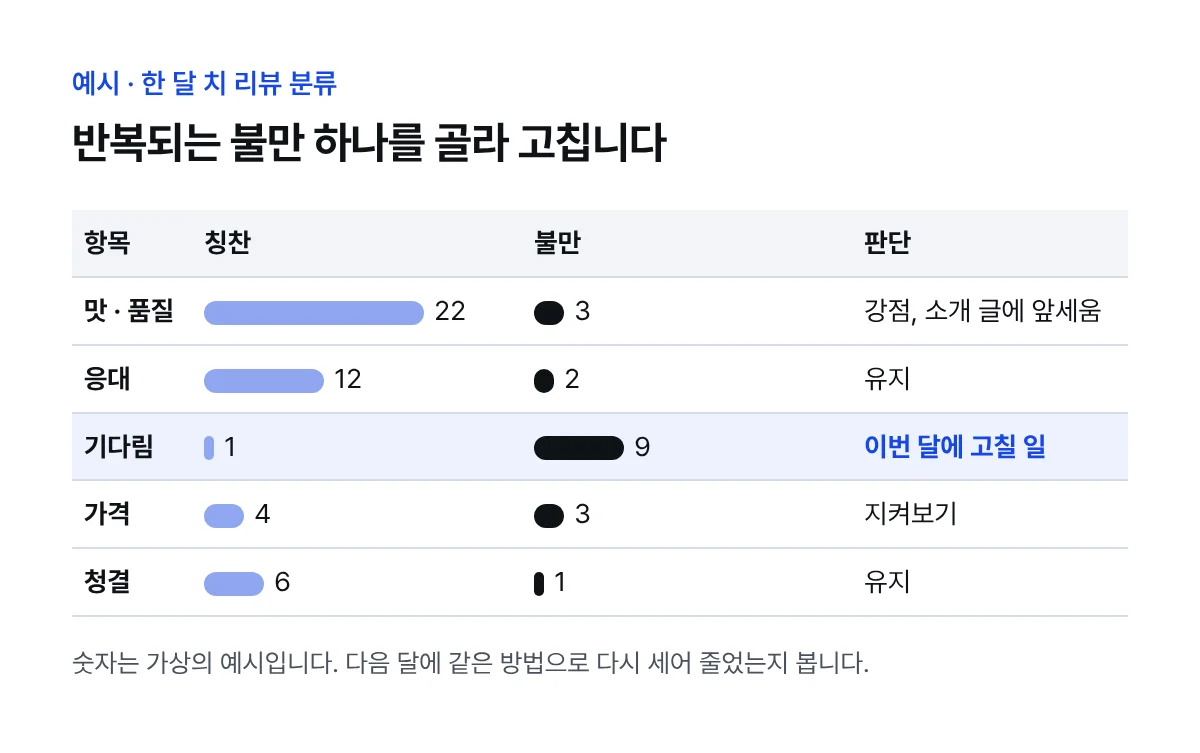 예시 · 한 달 치 리뷰 분류
반복되는 불만 하나를 골라 고칩니다
항목 칭찬 불만 판단
맛 · 품질 22 3 강점, 소개 글에 앞세움
응대 12 2 유지
기다림 1 9 이번 달에 고칠 일
가격 4 3 지켜보기
청결 6 1 유지
숫자는 가상의 예시입니다. 다음 달에 같은 방법으로 다시 세어 줄었는지 봅니다.